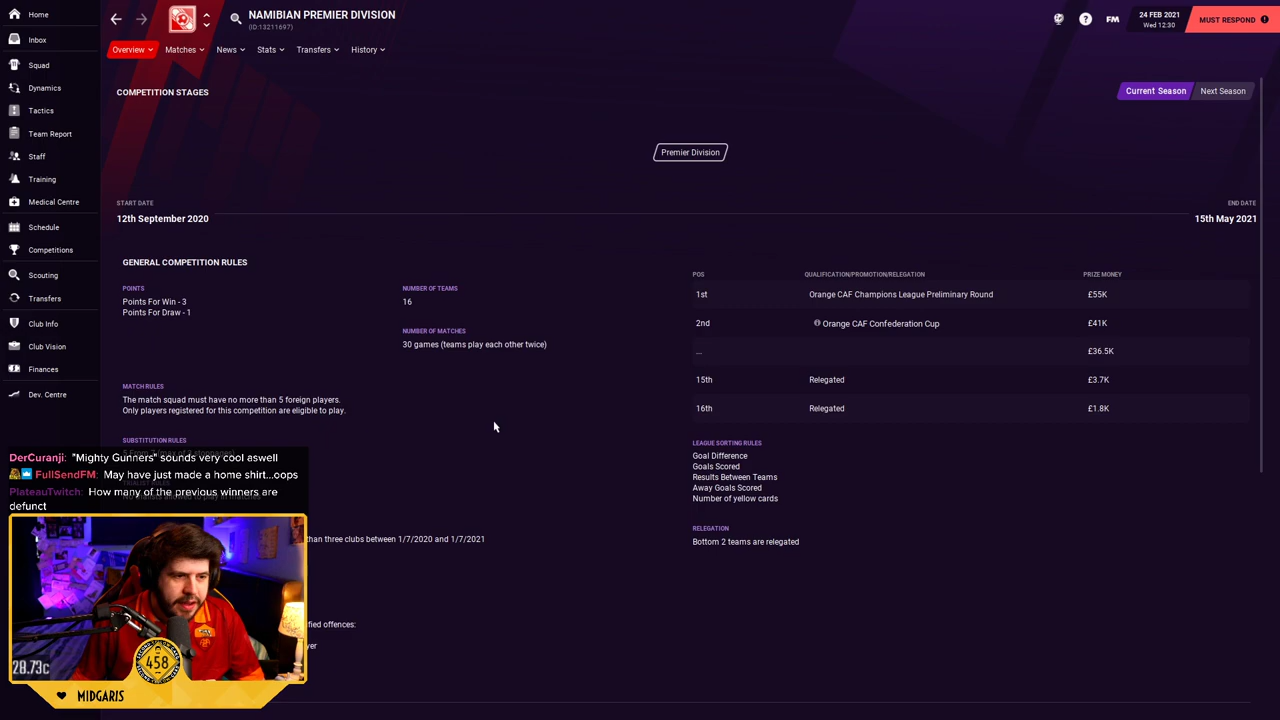 Home
Inbox
Squad
Dynamics
Tactics
Team Report
Staff
Training
Medical Centre
Schedule
Competitions
Scouting
Transfers
Club Info
Club Vision
Finances
Dev. Centre
NAMIBIAN PREMIER DIVISION
(ID:13211697)
FM
24 FEB 2021
Wed 12:30
MUST RESPOND
Overview
Matches
News
Stats
Transfers
History
COMPETITION STAGES
Current Season
Next Season
Premier Division
START DATE
12th September 2020
END DATE
15th May 2021
GENERAL COMPETITION RULES
POINTS
Points For Win - 3
Points For Draw - 1
NUMBER OF TEAMS
16
NUMBER OF MATCHES
30 games (teams play each other twice)
MATCH RULES
The match squad must have no more than 5 foreign players.
Only players registered for this competition are eligible to play.
SUBSTITUTION RULES
han three clubs between 1/7/2020 and 1/7/2021
fied offences:
yer
POS QUALIFICATION/PROMOTION/RELEGATION PRIZE MONEY
1st Orange CAF Champions League Preliminary Round £55K
2nd Orange CAF Confederation Cup £41K
... £36.5K
15th Relegated £3.7K
16th Relegated £1.8K
LEAGUE SORTING RULES
Goal Difference
Goals Scored
Results Between Teams
Away Goals Scored
Number of yellow cards
RELEGATION
Bottom 2 teams are relegated
DerCuranji: "Mighty Gunners" sounds very cool aswell
FullSendFM: May have just made a home shirt...oops
PlateauTwitch: How many of the previous winners are
defunct
28.73c
458
MIDGARIS